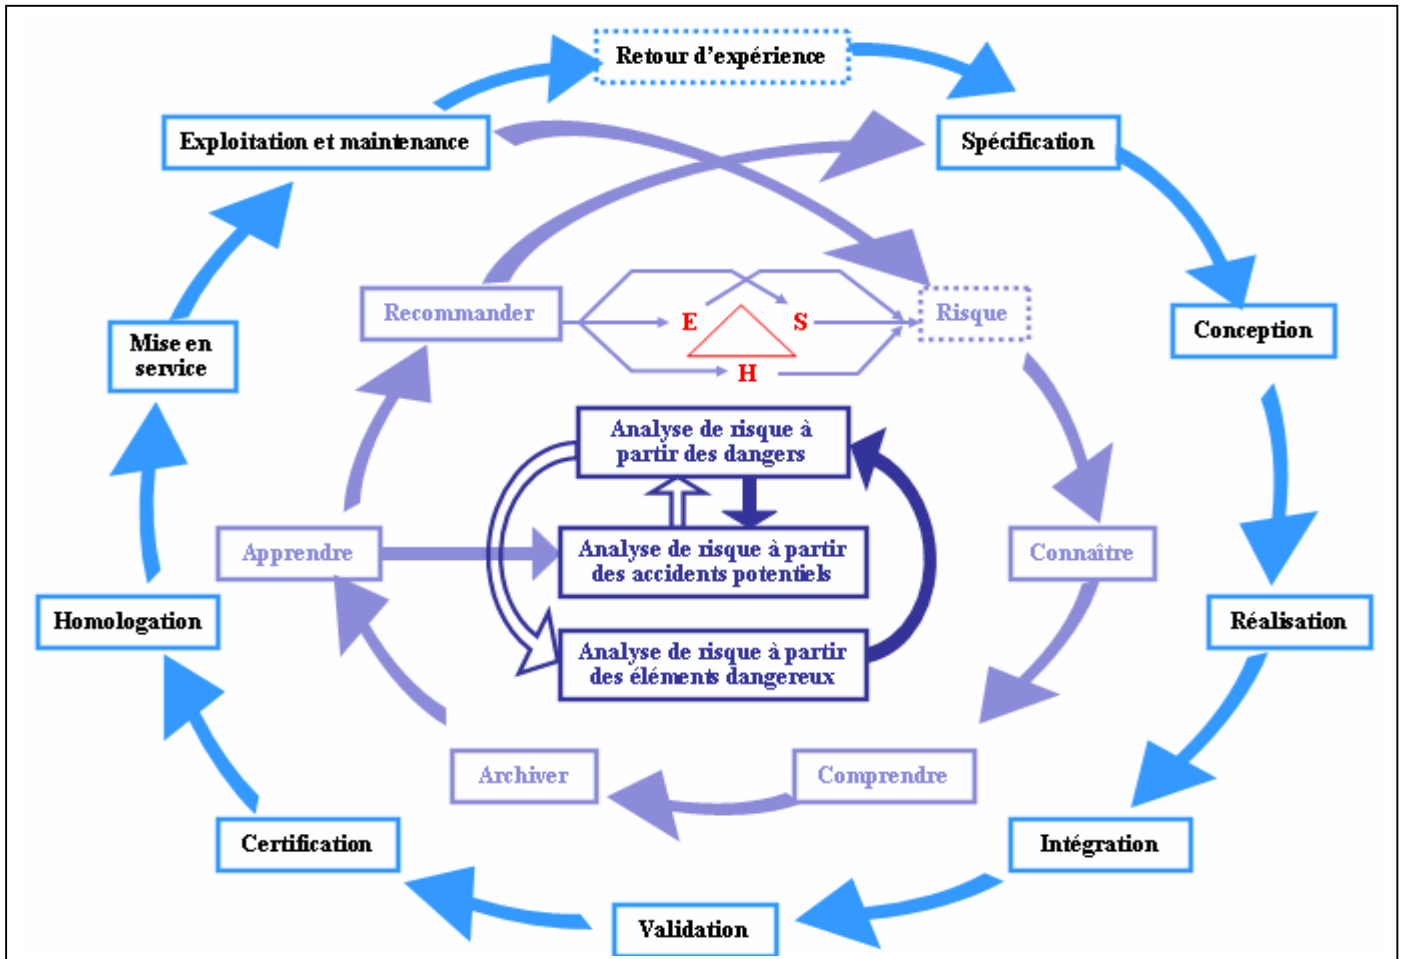 Retour d'expérience
Exploitation et maintenance
Spécification
Recommander
E
S
H
Risque
Mise en
service
Conception
Analyse de risque à
partir des dangers
Apprendre
Analyse de risque à partir
des accidents potentiels
Connaître
Homologation
Réalisation
Analyse de risque à partir
des éléments dangereux
Archiver
Comprendre
Certification
Intégration
Validation